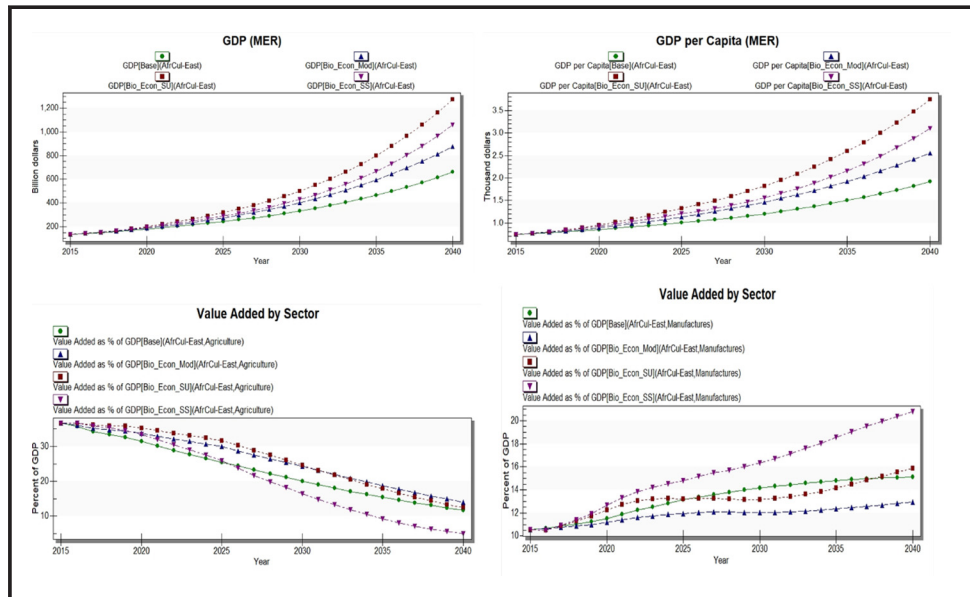 GDP (MER)
GDP[Base](AfrCul-East)
GDP[Bio_Econ_Mod](AfrCul-East)
GDP[Bio_Econ_SU](AfrCul-East)
GDP[Bio_Econ_SS](AfrCul-East)
Billion dollars
1,200
1,000
800
600
400
200
2015
2020
2025
2030
2035
2040
Year
GDP per Capita (MER)
GDP per Capita[Base](AfrCul-East)
GDP per Capita[Bio_Econ_Mod](AfrCul-East)
GDP per Capita[Bio_Econ_SU](AfrCul-East)
GDP per Capita[Bio_Econ_SS](AfrCul-East)
Thousand dollars
3.5
3.0
2.5
2.0
1.5
1.0
2015
2020
2025
2030
2035
2040
Year
Value Added by Sector
Value Added as % of GDP[Base](AfrCul-East,Agriculture)
Value Added as % of GDP[Bio_Econ_Mod](AfrCul-East,Agriculture)
Value Added as % of GDP[Bio_Econ_SU](AfrCul-East,Agriculture)
Value Added as % of GDP[Bio_Econ_SS](AfrCul-East,Agriculture)
Percent of GDP
30
20
10
2015
2020
2025
2030
2035
2040
Year
Value Added by Sector
Value Added as % of GDP[Base](AfrCul-East,Manufactures)
Value Added as % of GDP[Bio_Econ_Mod](AfrCul-East,Manufactures)
Value Added as % of GDP[Bio_Econ_SU](AfrCul-East,Manufactures)
Value Added as % of GDP[Bio_Econ_SS](AfrCul-East,Manufactures)
Percent of GDP
20
18
16
14
12
10
2015
2020
2025
2030
2035
2040
Year